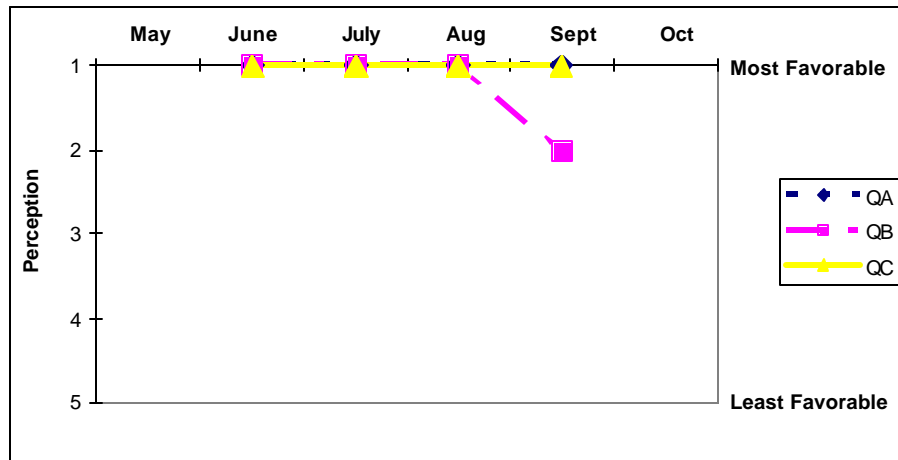 May June July Aug Sept Oct
1 Most Favorable
2
3
4
5 Least Favorable
Perception
QA
QB
QC